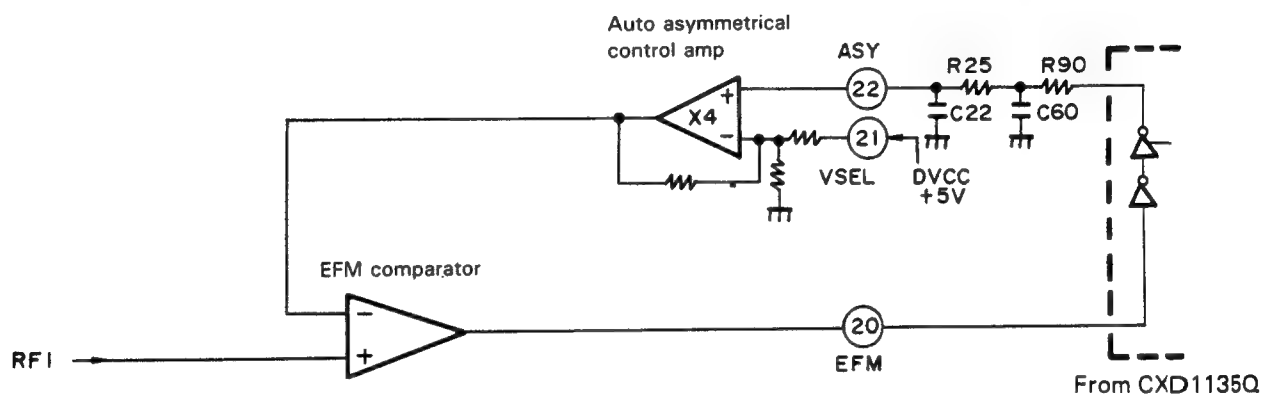 Auto asymmetrical
control amp
ASY
R25
R90
22
+
X4
C22
C60
−
21
VSEL
DVCC
+5V
EFM comparator
−
20
RF1
+
EFM
From CXD1135Q